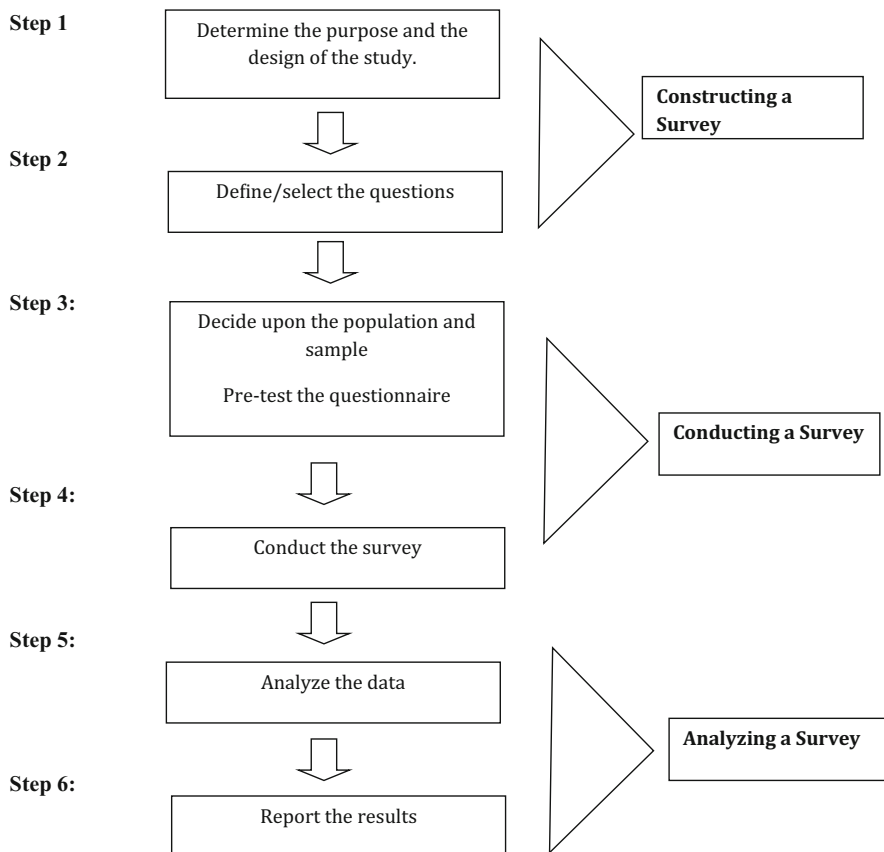 Step 1
Determine the purpose and the
design of the study.
Constructing a
Survey
Step 2
Define/select the questions
Step 3:
Decide upon the population and
sample
Pre-test the questionnaire
Conducting a Survey
Step 4:
Conduct the survey
Step 5:
Analyze the data
Analyzing a Survey
Step 6:
Report the results